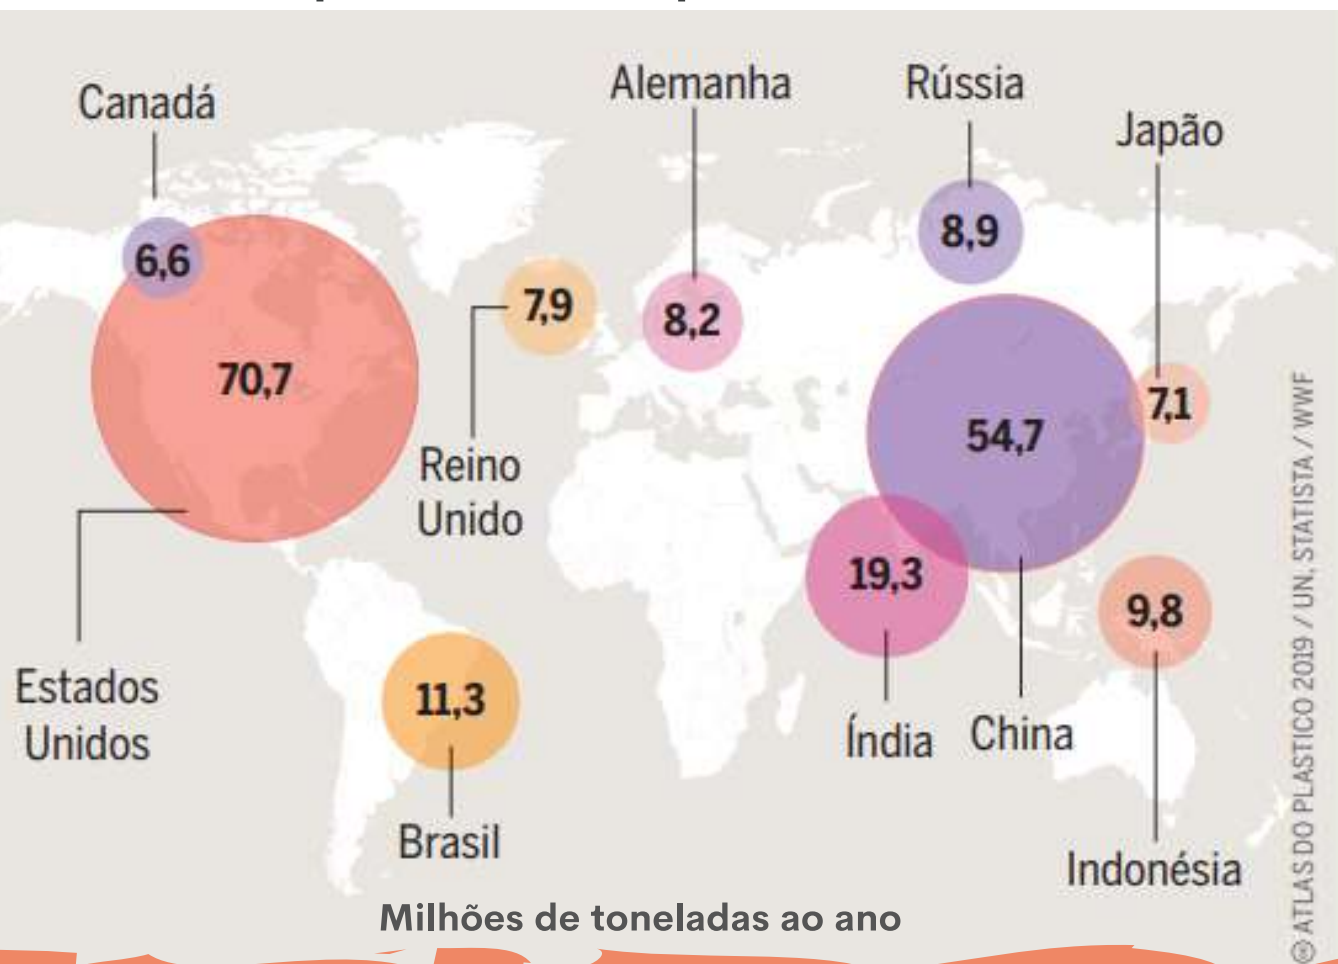 Canadá
Alemanha
Rússia
Japão
6,6
8,9
7,9
8,2
70,7
7,1
54,7
Reino
Unido
19,3
9,8
Estados
Unidos
11,3
Índia
China
Brasil
Indonésia
Milhões de toneladas ao ano
@ATLAS DO PLASTICO 2019 / UN, STATISTA / WWF